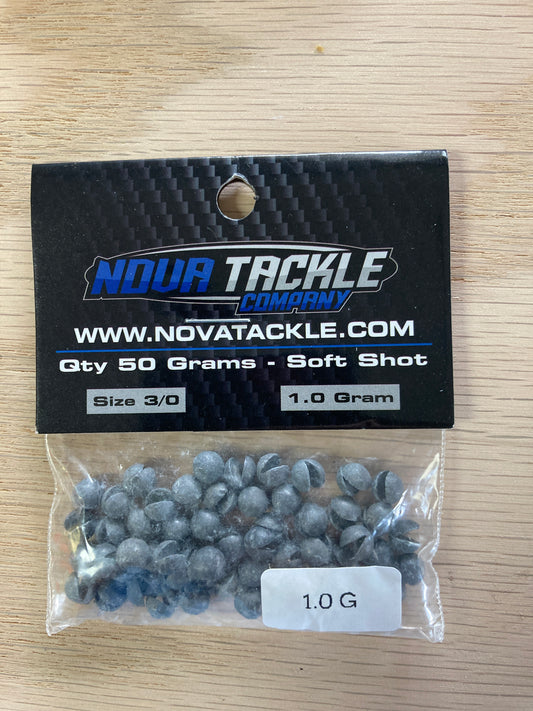 NOVA TACKLE
COMPANY
WWW.NOVATACKLE.COM
Qty 50 Grams - Soft Shot
Size 3/0 1.0 Gram
1.0 G